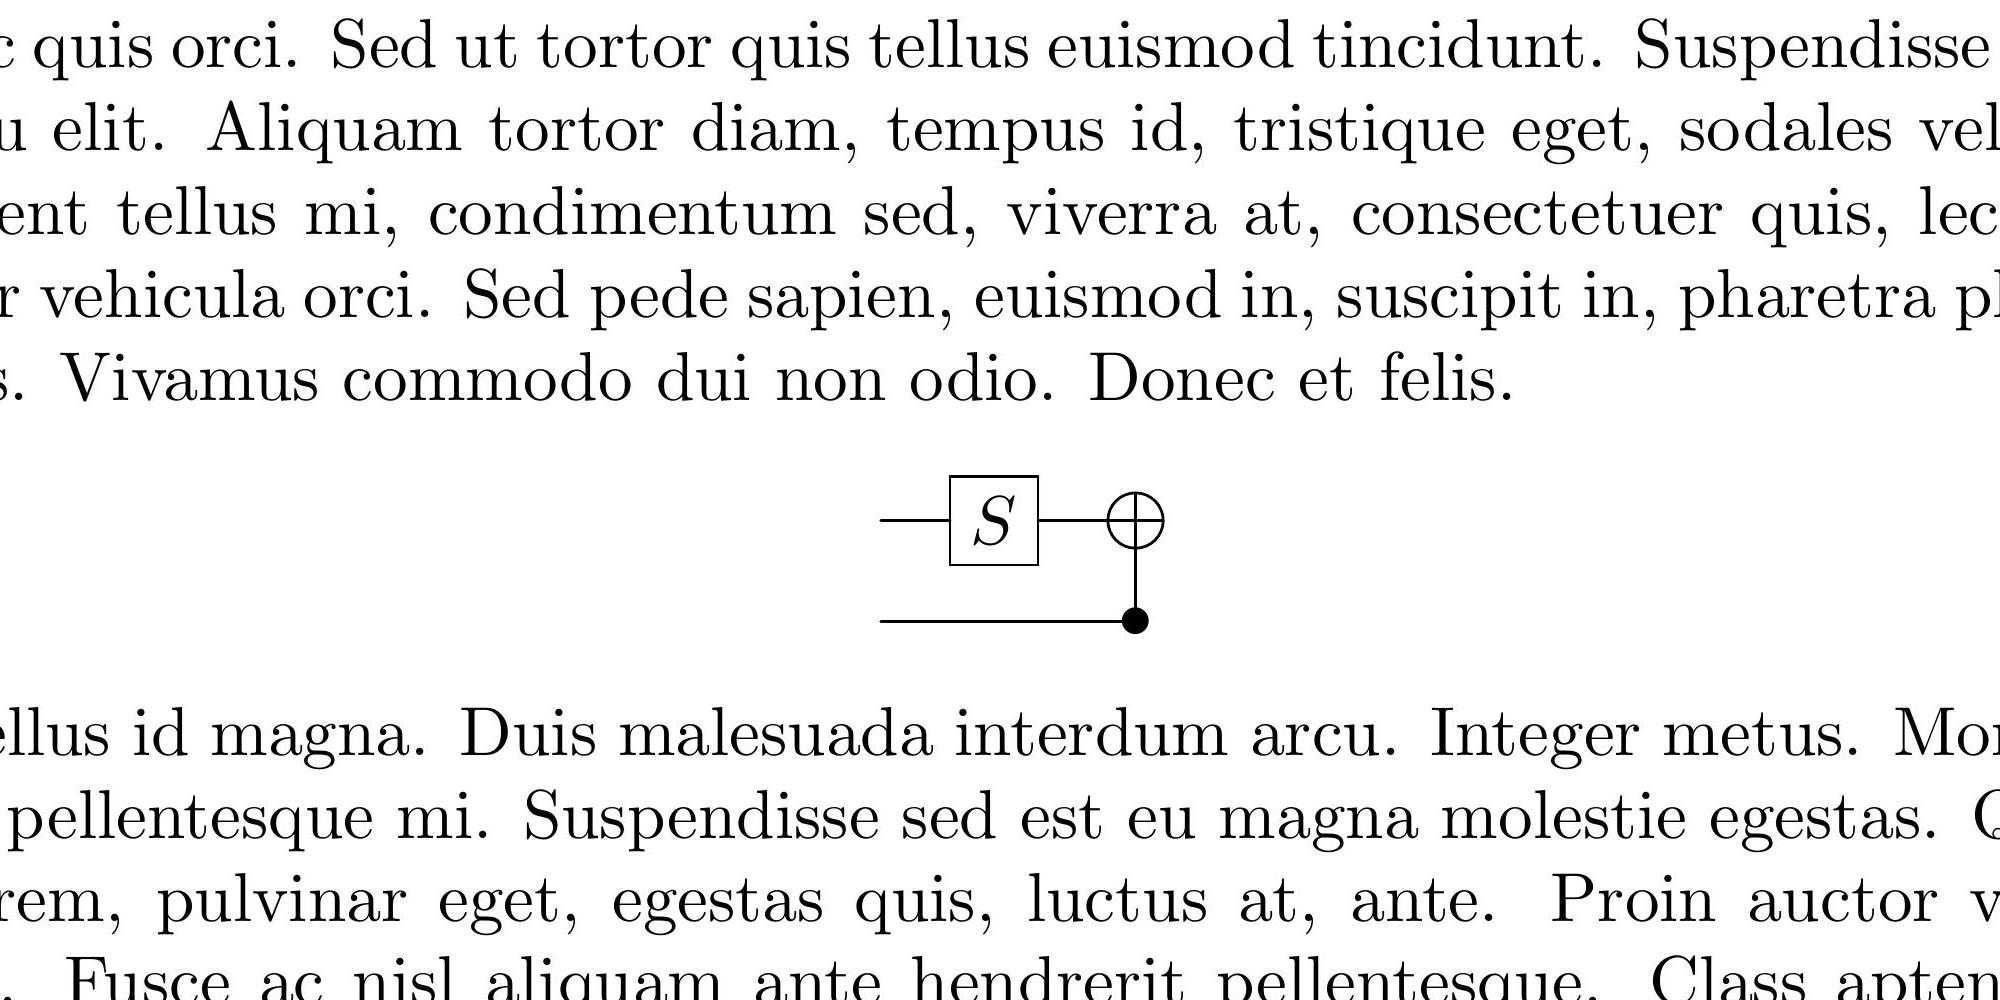 quis orci. Sed ut tortor quis tellus euismod tincidunt. Suspendisse
u elit. Aliquam tortor diam, tempus id, tristique eget, sodales vel
ent tellus mi, condimentum sed, viverra at, consectetuer quis, lec
r vehicula orci. Sed pede sapien, euismod in, suscipit in, pharetra
s. Vivamus commodo dui non odio. Donec et felis.
S
ellus id magna. Duis malesuada interdum arcu. Integer metus. Mor
pellentesque mi. Suspendisse sed est eu magna molestie egestas.
rem, pulvinar eget, egestas quis, luctus at, ante. Proin auctor v
. Fusce ac nisl aliquam ante hendrerit pellentesque. Class apten